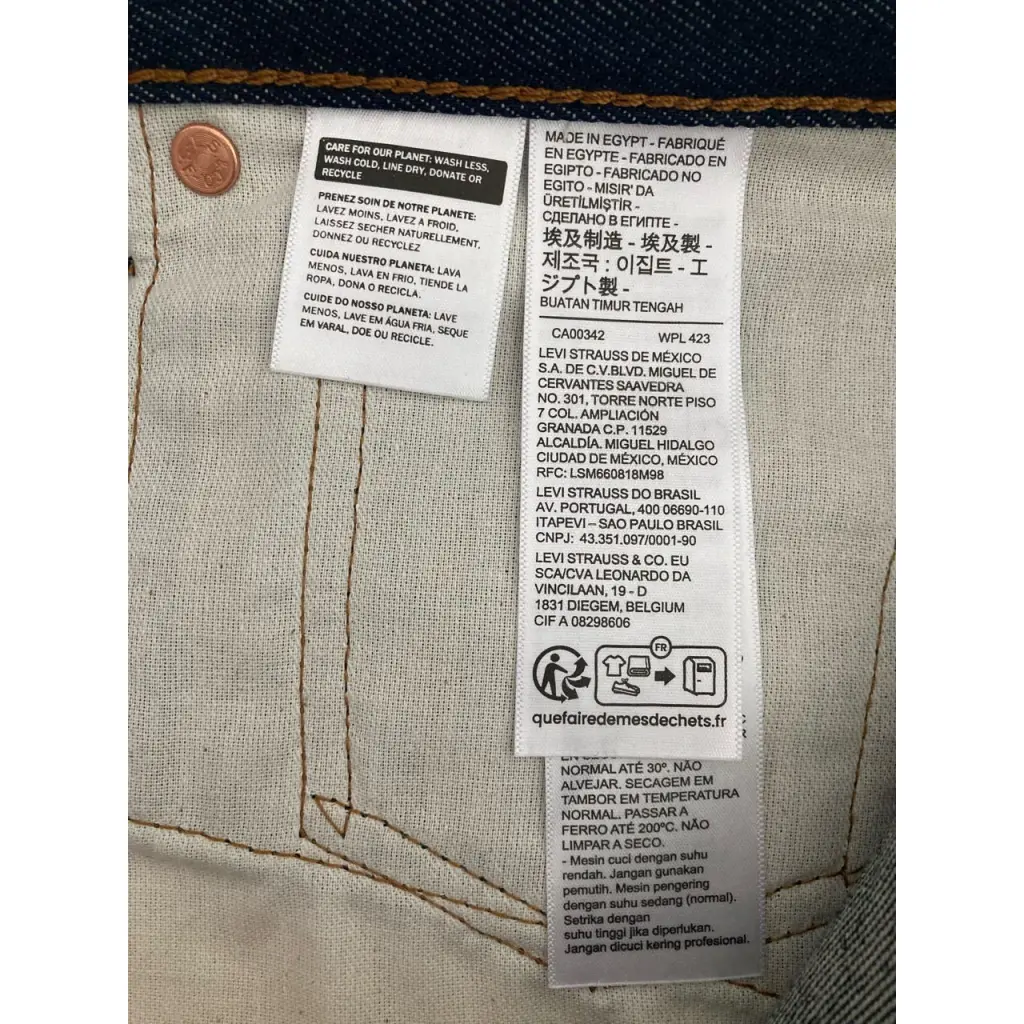 CARE FOR OUR PLANET: WASH LESS,
WASH COLD, LINE DRY, DONATE OR
RECYCLE
PRENEZ SOIN DE NOTRE PLANETE:
LAVEZ MOINS, LAVEZ A FROID,
LAISSEZ SECHER NATURELLEMENT,
DONNEZ OU RECYCLEZ
CUIDA NUESTRO PLANETA: LAVA
MENOS, LAVA EN FRIO, TIENDE LA
ROPA, DONA O RECICLA.
CUIDE DO NOSSO PLANETA: LAVE
MENOS, LAVE EM ÁGUA FRIA, SEQUE
EM VARAL, DOE OU RECICLE.
MADE IN EGYPT - FABRIQUÉ
EN EGYPTE - FABRICADO EN
EGIPTO - FABRICADO NO
EGITO - MISIR' DA
ÜRETİLMİŞTİR -
СДЕЛАНО В ЕГИПТЕ -
埃及制造 - 埃及製 -
제조국 : 이집트 - エ
ジプト製 -
BUATAN TIMUR TENGAH
CA00342 WPL 423
LEVI STRAUSS DE MÉXICO
S.A. DE C.V.BLVD. MIGUEL DE
CERVANTES SAAVEDRA
NO. 301, TORRE NORTE PISO
7 COL. AMPLIACIÓN
GRANADA C.P. 11529
ALCALDÍA. MIGUEL HIDALGO
CIUDAD DE MÉXICO, MÉXICO
RFC: LSM660818M98
LEVI STRAUSS DO BRASIL
AV. PORTUGAL, 400 06690-110
ITAPEVI – SAO PAULO BRASIL
CNPJ: 43.351.097/0001-90
LEVI STRAUSS & CO. EU
SCA/CVA LEONARDO DA
VINCILAAN, 19 - D
1831 DIEGEM, BELGIUM
CIF A 08298606
FR
quefairedemesdechets.fr
NORMAL ATÉ 30º. NÃO
ALVEJAR. SECAGEM EM
TAMBOR EM TEMPERATURA
NORMAL. PASSAR A
FERRO ATÉ 200ºC. NÃO
LIMPAR A SECO.
- Mesin cuci dengan suhu
rendah. Jangan gunakan
pemutih. Mesin pengering
dengan suhu sedang (normal).
Setrika dengan
suhu tinggi jika diperlukan.
Jangan dicuci kering profesional.